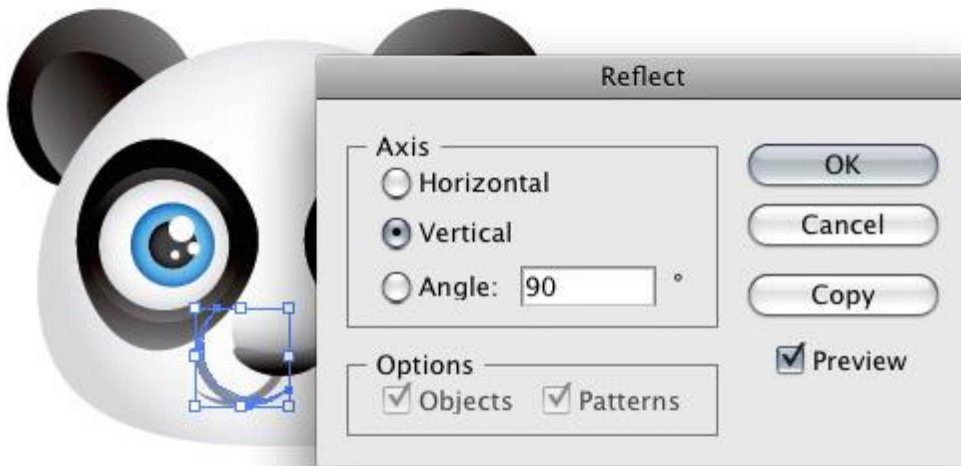 Reflect
Axis
Horizontal
Vertical
Angle: 90 °
Options
Objects Patterns
OK
Cancel
Copy
Preview